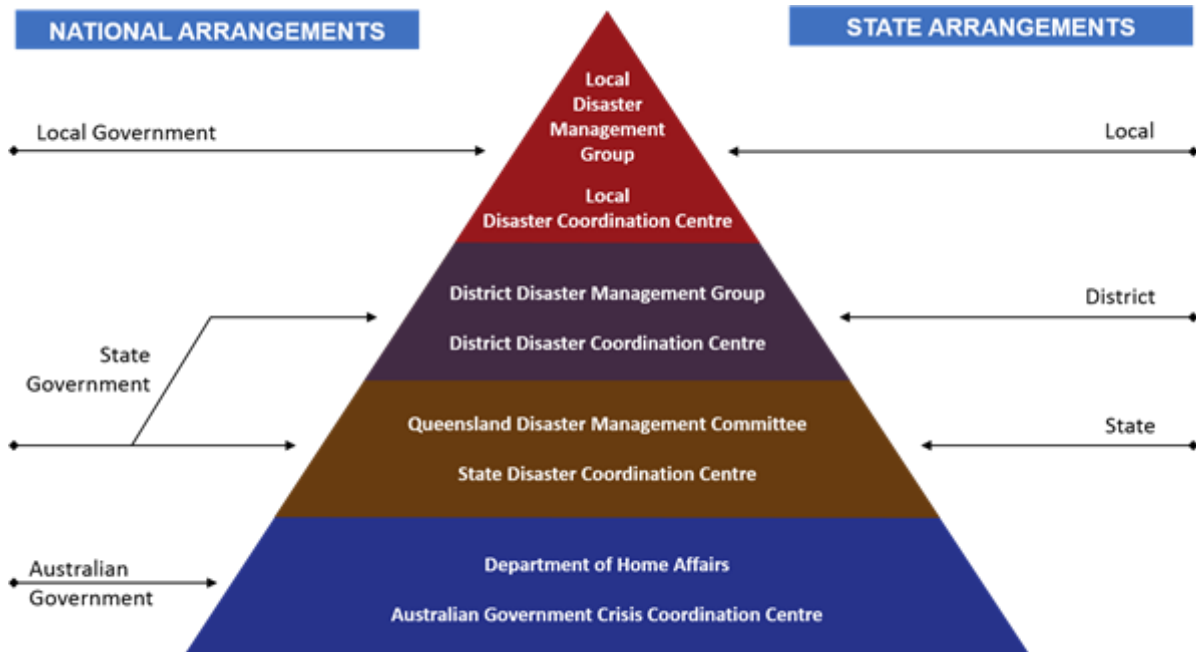 NATIONAL ARRANGEMENTS
STATE ARRANGEMENTS
Local
Disaster
Management
Group
Local
Disaster Coordination Centre
Local Government
Local
District Disaster Management Group
District Disaster Coordination Centre
State
Government
District
Queensland Disaster Management Committee
State Disaster Coordination Centre
State
Department of Home Affairs
Australian Government Crisis Coordination Centre
Australian
Government